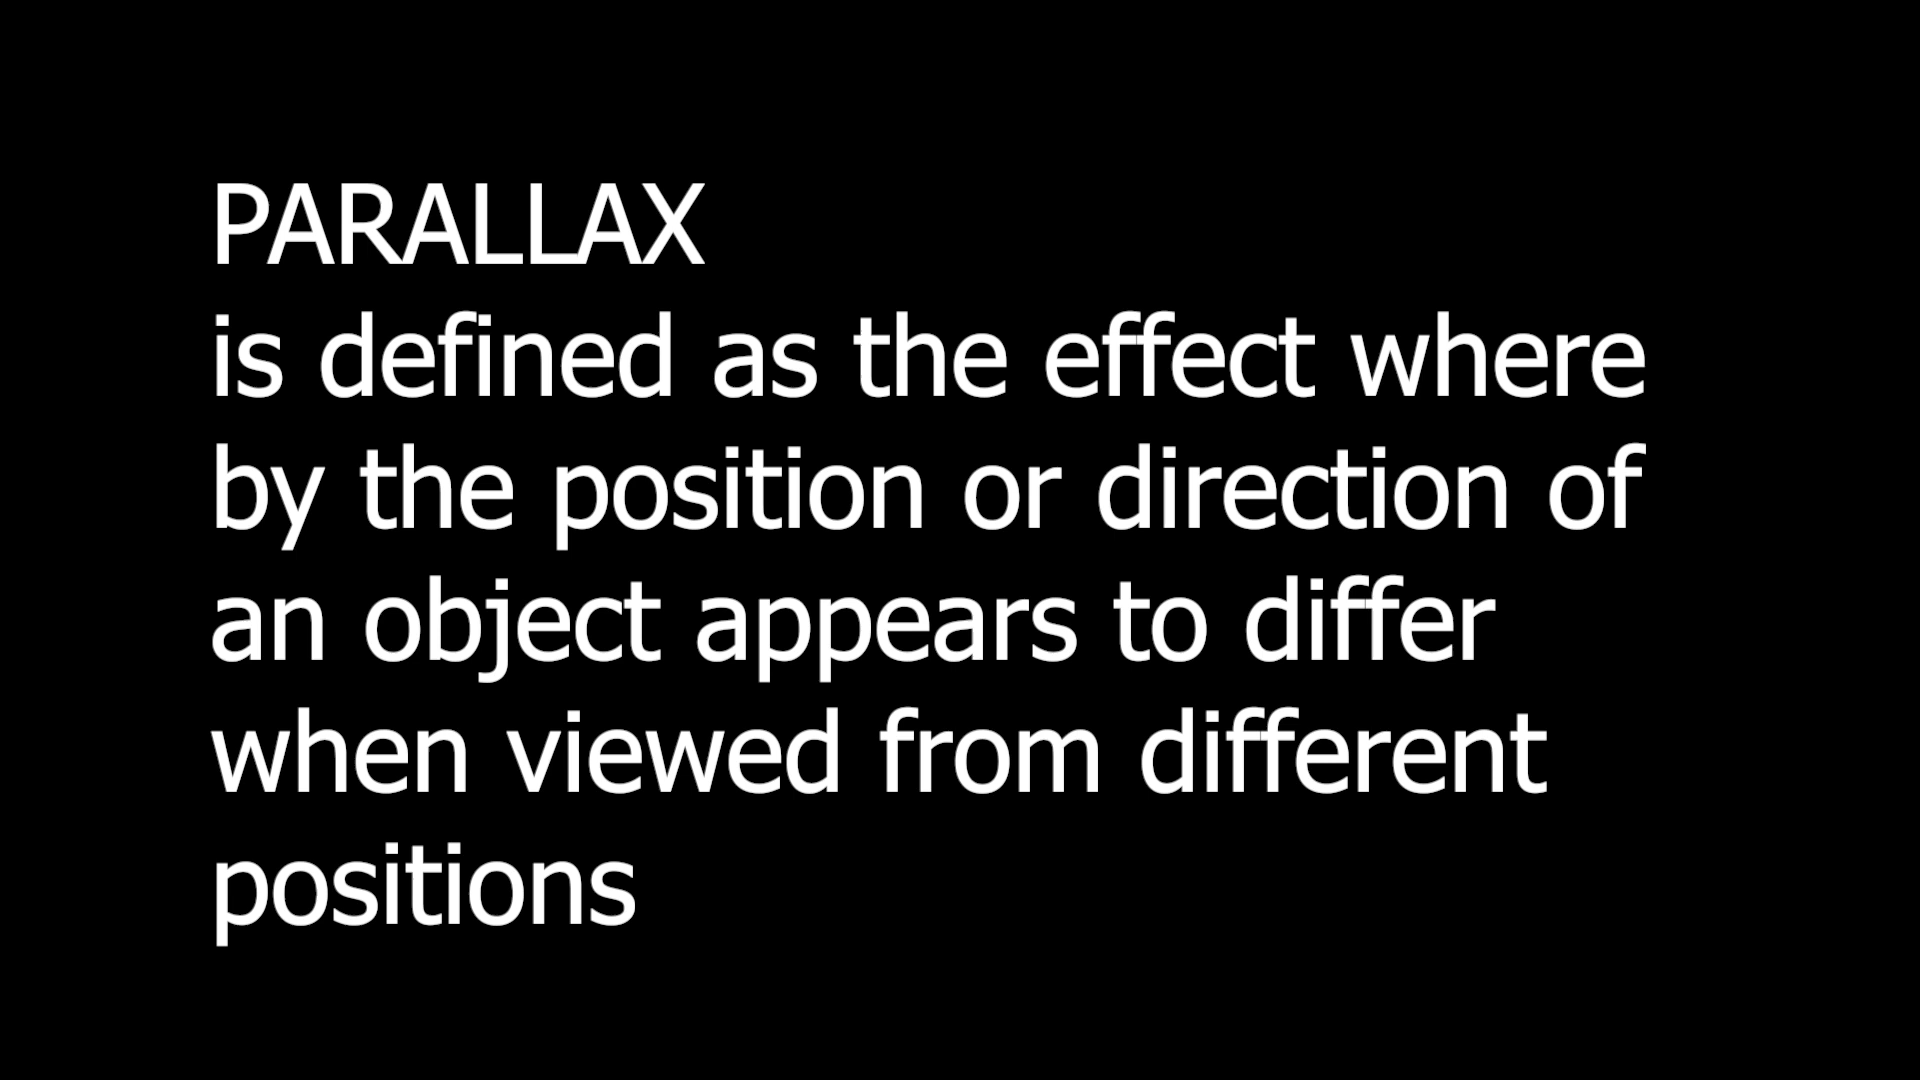 PARALLAX
is defined as the effect where
by the position or direction of
an object appears to differ
when viewed from different
positions